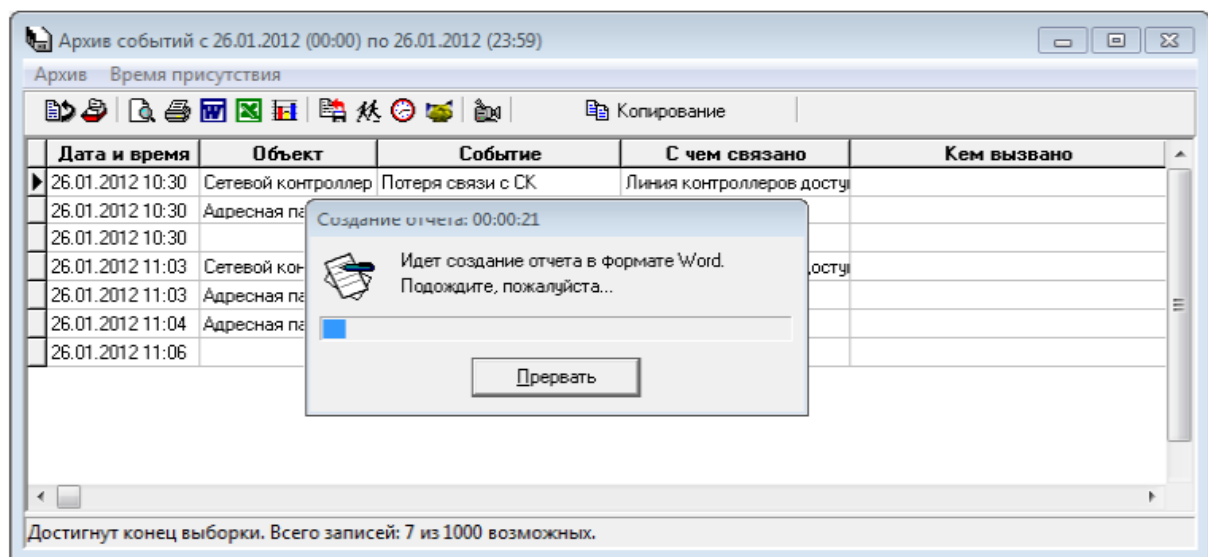 Архив событий с 26.01.2012 (00:00) по 26.01.2012 (23:59)
Архив Время присутствия
Копирование
Дата и время Объект Событие С чем связано Кем вызвано
26.01.2012 10:30 Сетевой контроллер Потеря связи с СК Линия контроллеров досту
26.01.2012 10:30 Адресная па
26.01.2012 10:30
26.01.2012 11:03 Сетевой кон досту
26.01.2012 11:03 Адресная па
26.01.2012 11:04 Адресная па
26.01.2012 11:06
Создание отчета: 00:00:21
Идет создание отчета в формате Word.
Подождите, пожалуйста...
Прервать
Достигнут конец выборки. Всего записей: 7 из 1000 возможных.